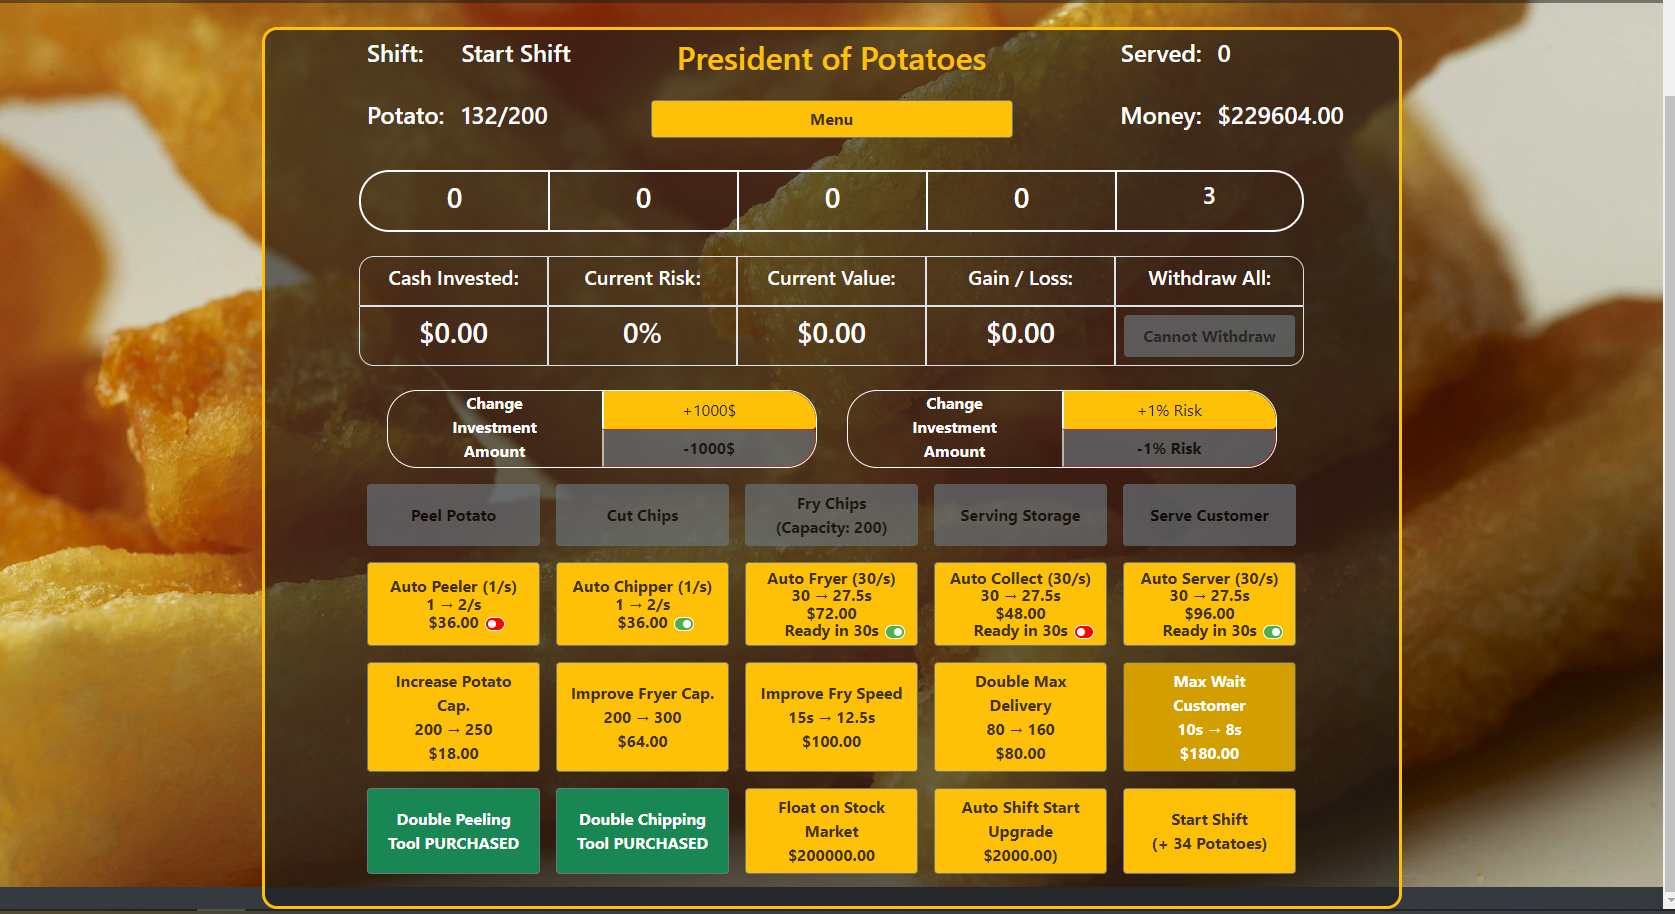 Shift: Start Shift
President of Potatoes
Served: 0
Potato: 132/200
Menu
Money: $229604.00
0 0 0 0 3
Cash Invested: Current Risk: Current Value: Gain / Loss: Withdraw All:
$0.00 0% $0.00 $0.00 Cannot Withdraw
Change
Investment
Amount
+1000$
-1000$
Change
Investment
Amount
+1% Risk
-1% Risk
Peel Potato
Cut Chips
Fry Chips
(Capacity: 200)
Serving Storage
Serve Customer
Auto Peeler (1/s)
1 → 2/s
$36.00
Auto Chipper (1/s)
1 → 2/s
$36.00
Auto Fryer (30/s)
30 → 27.5s
$72.00
Ready in 30s
Auto Collect (30/s)
30 → 27.5s
$48.00
Ready in 30s
Auto Server (30/s)
30 → 27.5s
$96.00
Ready in 30s
Increase Potato
Cap.
200 → 250
$18.00
Improve Fryer Cap.
200 → 300
$64.00
Improve Fry Speed
15s → 12.5s
$100.00
Double Max
Delivery
80 → 160
$80.00
Max Wait
Customer
10s → 8s
$180.00
Double Peeling
Tool PURCHASED
Double Chipping
Tool PURCHASED
Float on Stock
Market
$200000.00
Auto Shift Start
Upgrade
$2000.00)
Start Shift
(+ 34 Potatoes)